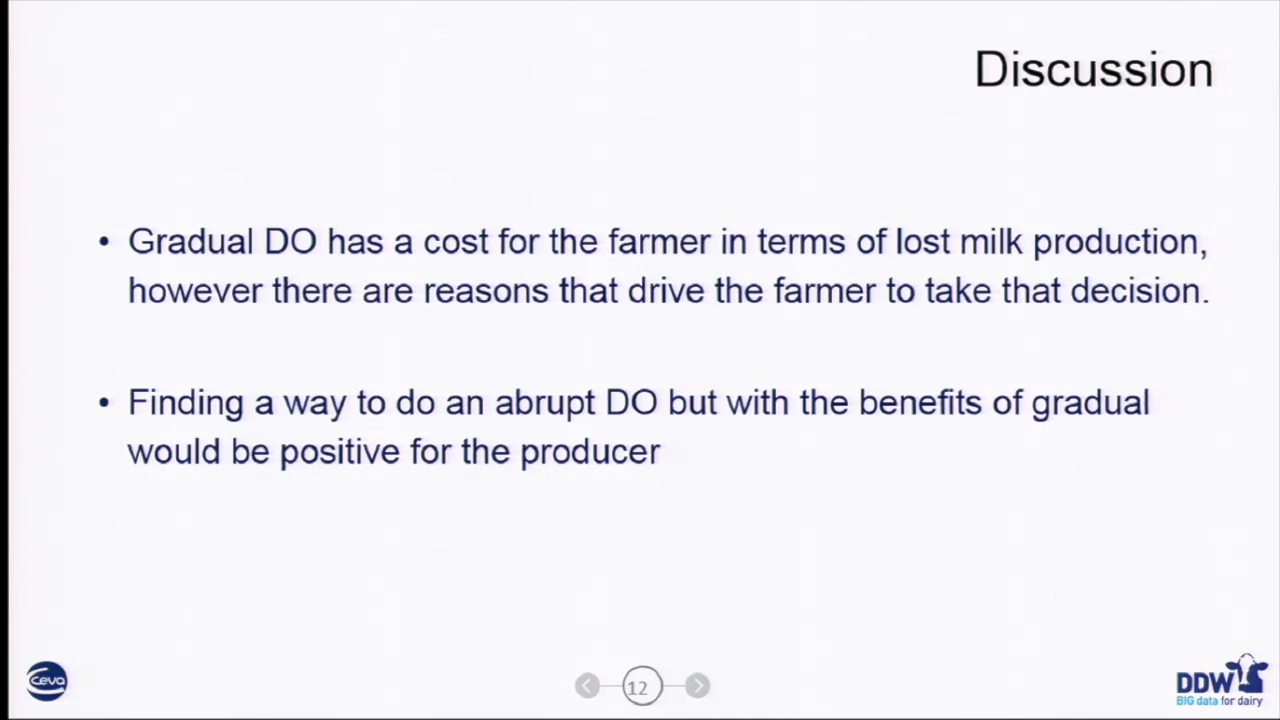 Discussion
• Gradual DO has a cost for the farmer in terms of lost milk production,
however there are reasons that drive the farmer to take that decision.
• Finding a way to do an abrupt DO but with the benefits of gradual
would be positive for the producer
ceva
12
DDW
BIG data for dairy